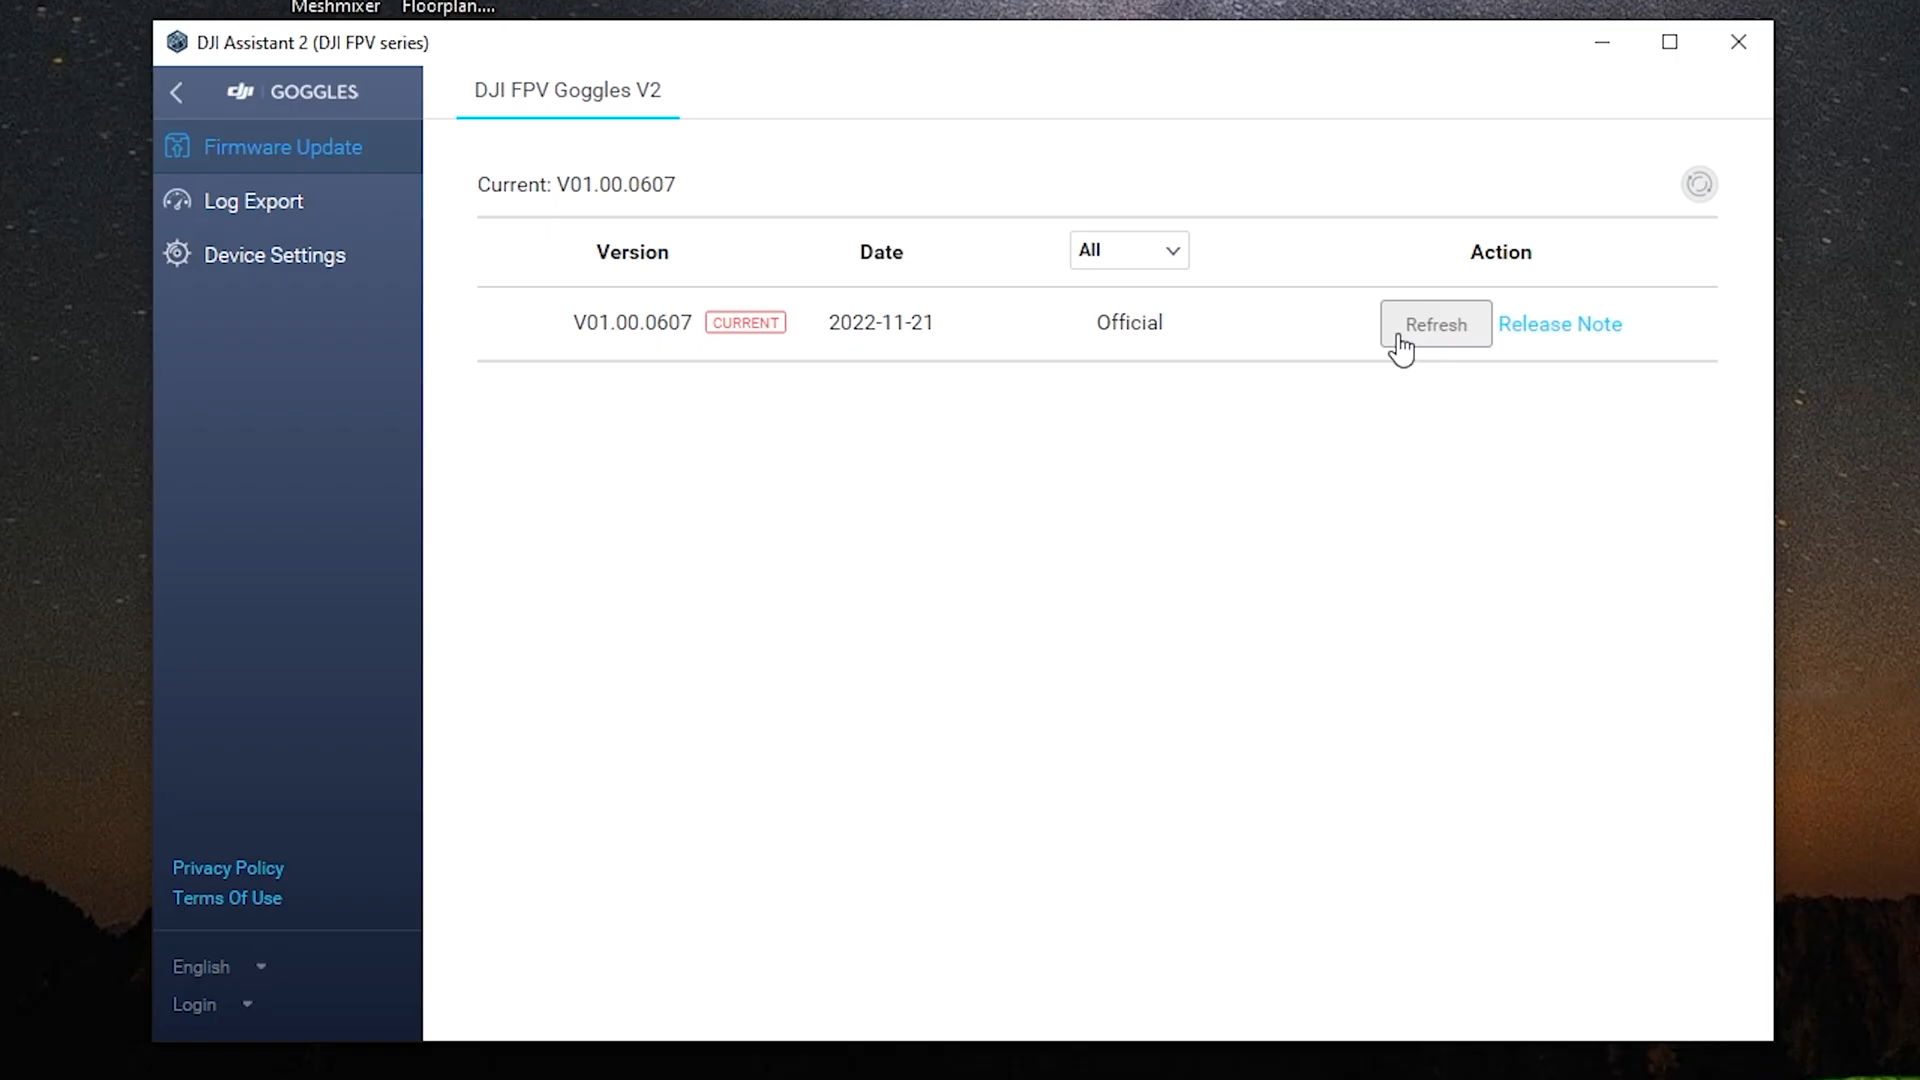 Meshmixer Floorplan....
DJI Assistant 2 (DJI FPV series)
dji GOGGLES
Firmware Update
Log Export
Device Settings
Privacy Policy
Terms Of Use
English
Login
DJI FPV Goggles V2
Current: V01.00.0607
Version Date All Action
V01.00.0607 CURRENT 2022-11-21 Official Refresh Release Note